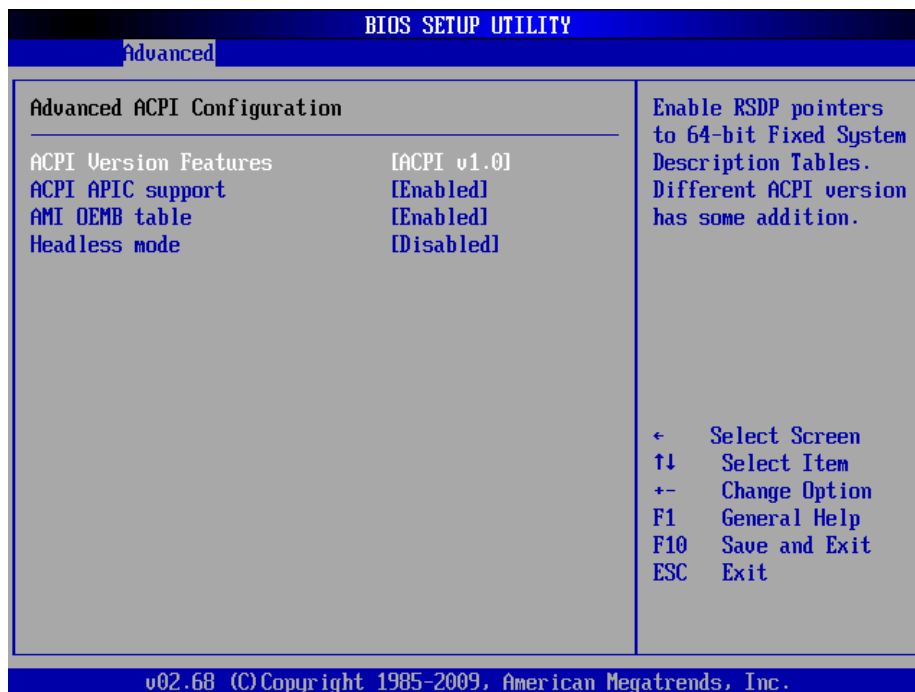 BIOS SETUP UTILITY
Advanced
Advanced ACPI Configuration
ACPI Version Features [ACPI v1.0]
ACPI APIC support [Enabled]
AMI OEMB table [Enabled]
Headless mode [Disabled]
Enable RSDP pointers
to 64-bit Fixed System
Description Tables.
Different ACPI version
has some addition.
← Select Screen
↑↓ Select Item
+- Change Option
F1 General Help
F10 Save and Exit
ESC Exit
v02.68 (C)Copyright 1985-2009, American Megatrends, Inc.